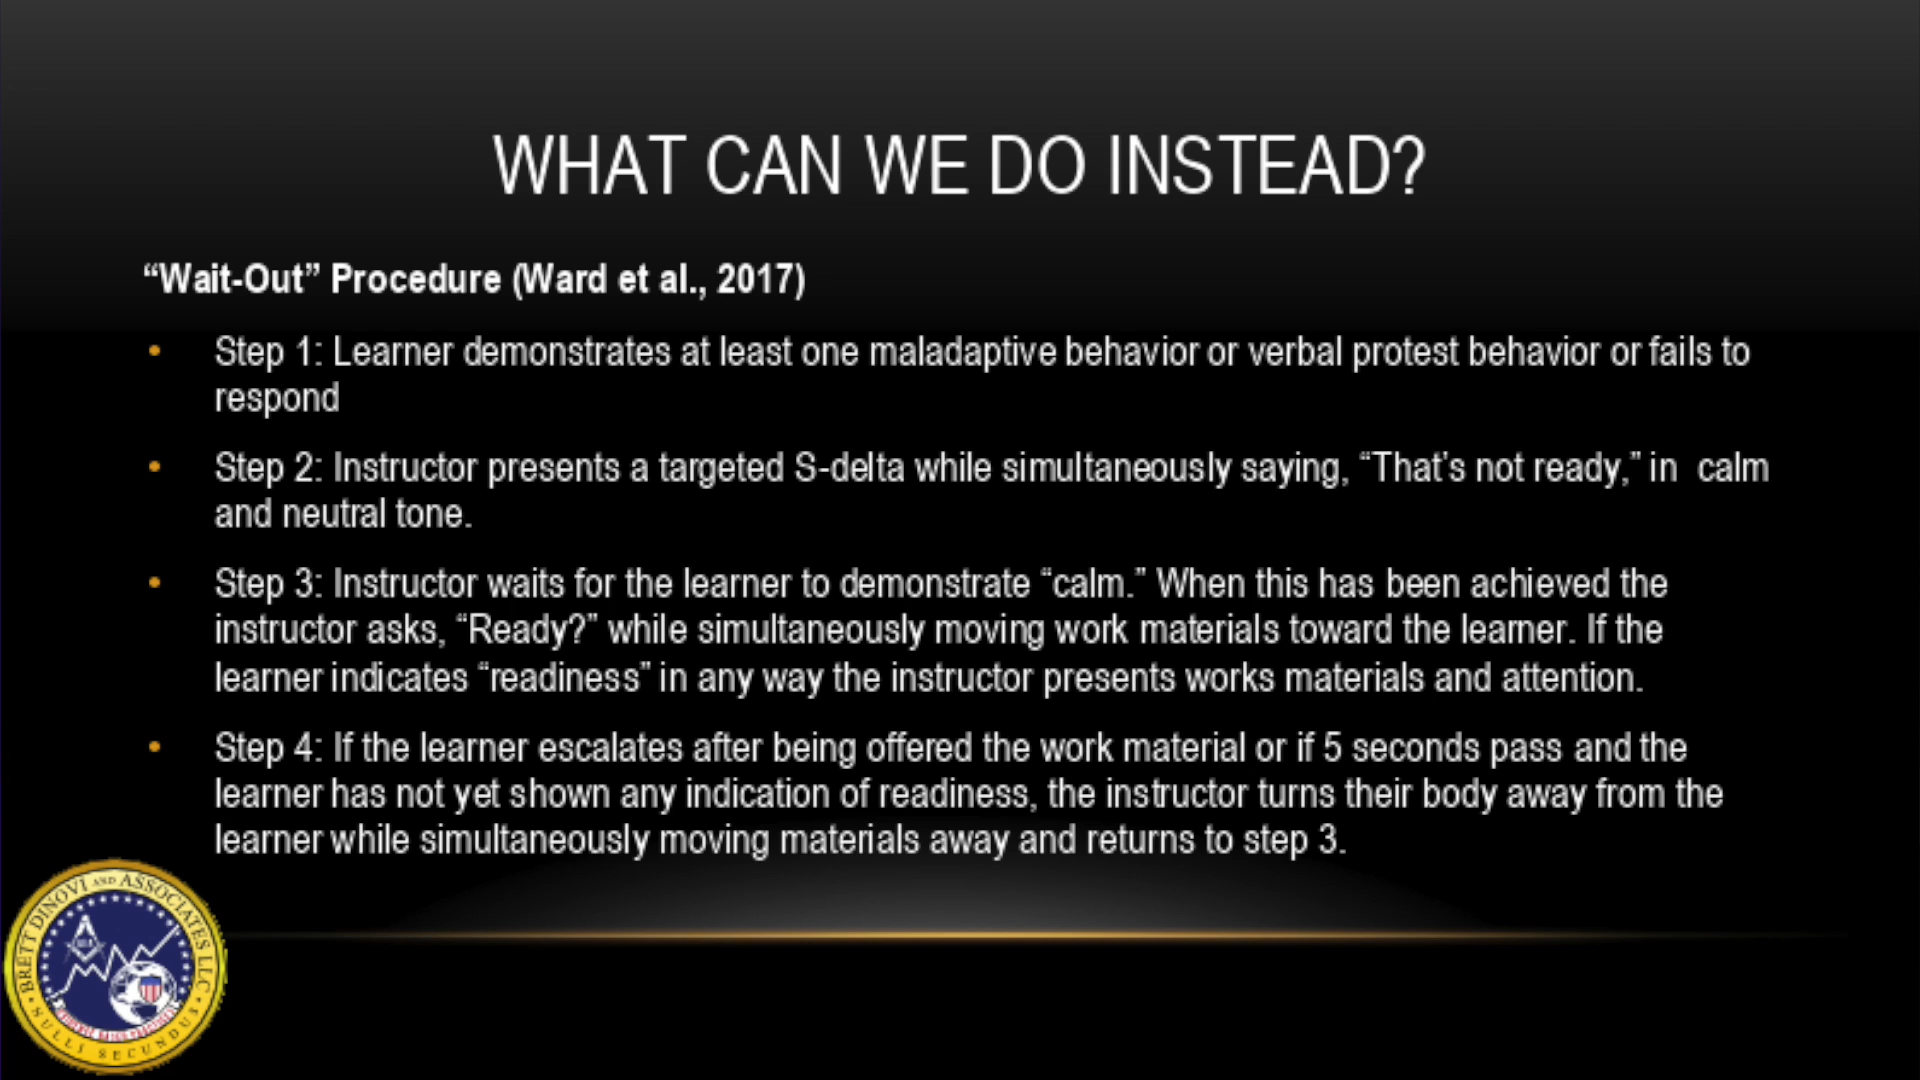 WHAT CAN WE DO INSTEAD?
“Wait-Out” Procedure (Ward et al., 2017)
• Step 1: Learner demonstrates at least one maladaptive behavior or verbal protest behavior or fails to
respond
• Step 2: Instructor presents a targeted S-delta while simultaneously saying, “That’s not ready,” in  calm
and neutral tone.
• Step 3: Instructor waits for the learner to demonstrate “calm.” When this has been achieved the
instructor asks, “Ready?” while simultaneously moving work materials toward the learner. If the
learner indicates “readiness” in any way the instructor presents works materials and attention.
• Step 4: If the learner escalates after being offered the work material or if 5 seconds pass and the
learner has not yet shown any indication of readiness, the instructor turns their body away from the
learner while simultaneously moving materials away and returns to step 3.
BRETT DINOVI AND ASSOCIATES LLC
• NULLI SECUNDUS •